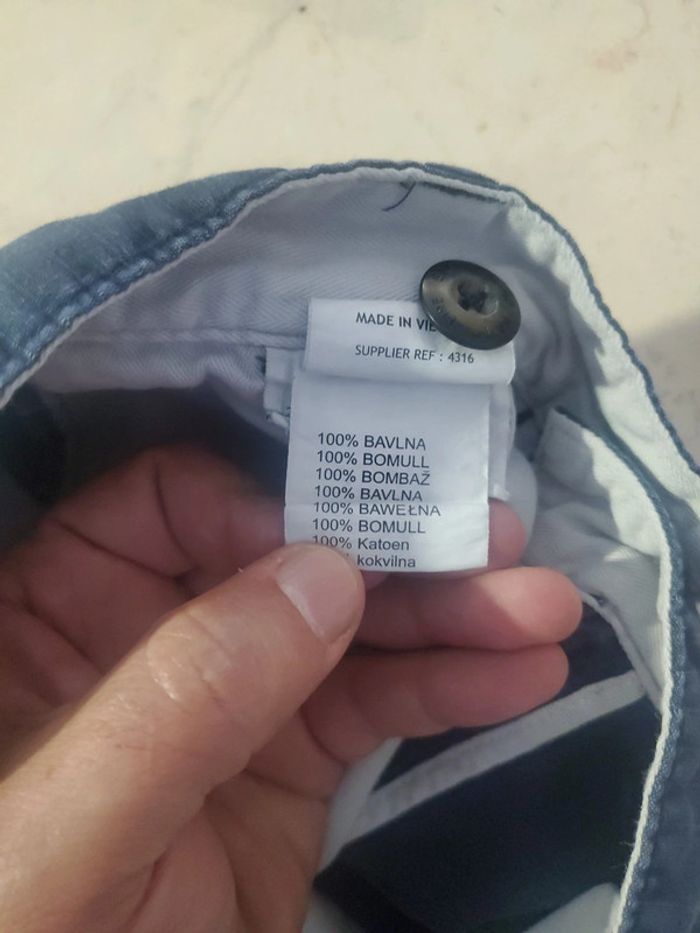 MADE IN
SUPPLIER REF : 4316
100% BAVLNA
100% BOMULL
100% BOMBAŽ
100% BAVLNA
100% BAWEŁNA
100% BOMULL
100% Katoen
kokvilna